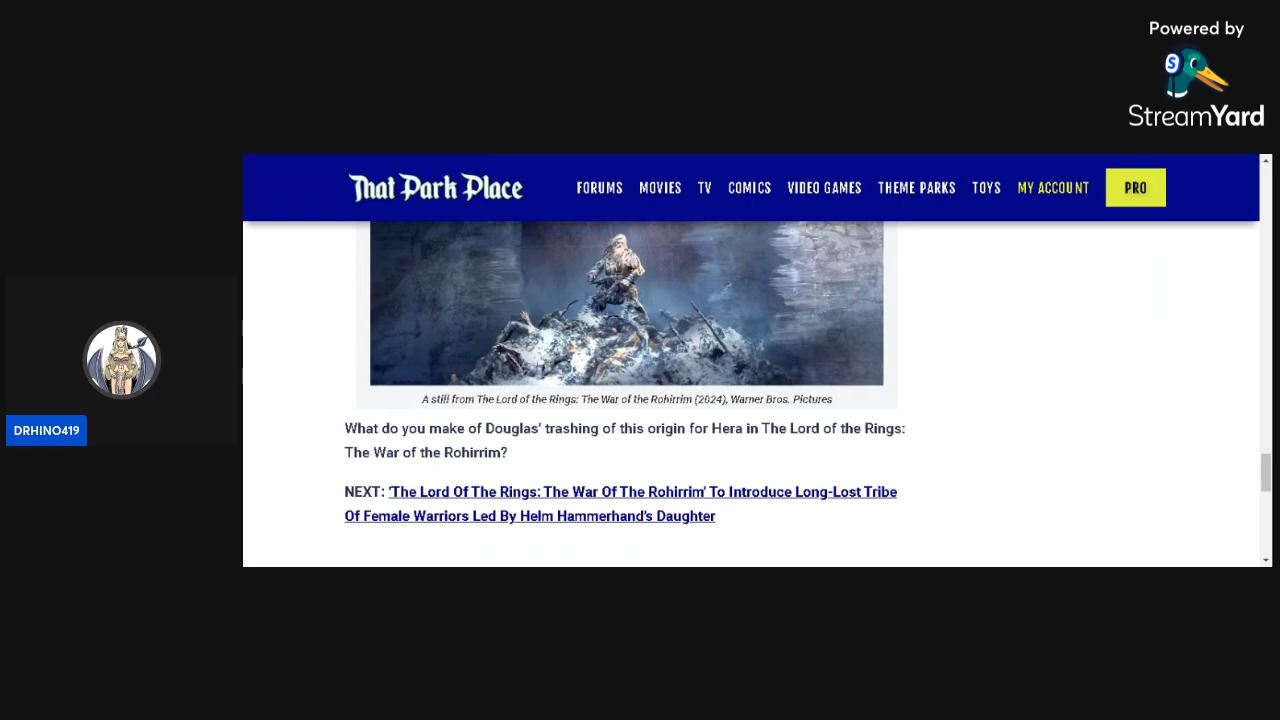 Powered by
S
StreamYard
That Park Place
FORUMS MOVIES TV COMICS VIDEO GAMES THEME PARKS TOYS MY ACCOUNT PRO
A still from The Lord of the Rings: The War of the Rohirrim (2024), Warner Bros. Pictures
What do you make of Douglas’ trashing of this origin for Hera in The Lord of the Rings:
The War of the Rohirrim?
NEXT: ‘The Lord Of The Rings: The War Of The Rohirrim’ To Introduce Long-Lost Tribe
Of Female Warriors Led By Helm Hammerhand’s Daughter
DRHINO419